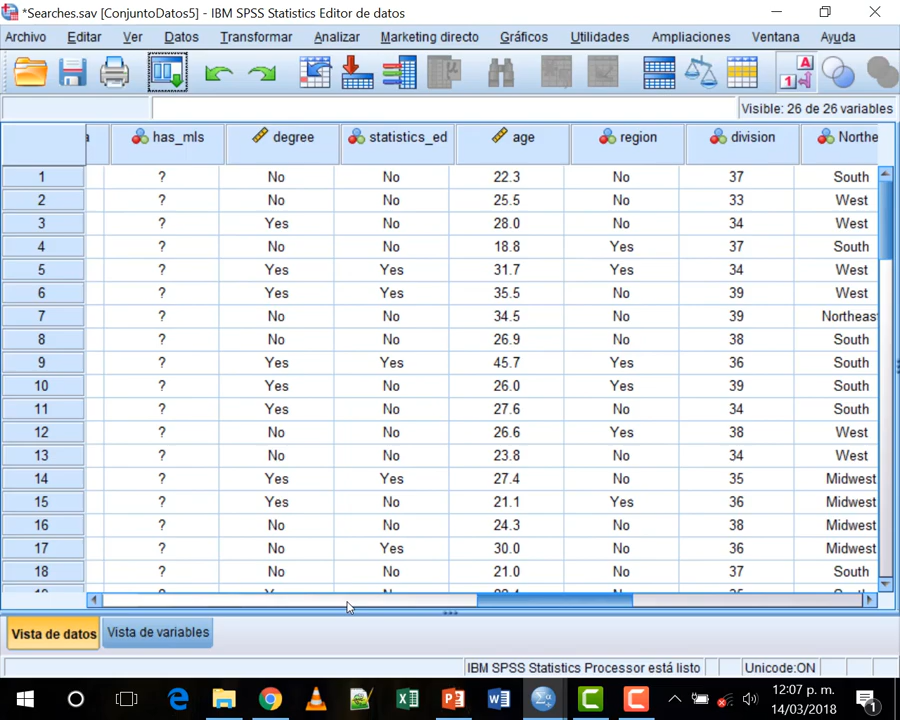 *Searches.sav [ConjuntoDatos5] - IBM SPSS Statistics Editor de datos
Archivo Editar Ver Datos Transformar Analizar Marketing directo Gráficos Utilidades Ampliaciones Ventana Ayuda
Visible: 26 de 26 variables
a has_mls degree statistics_ed age region division Northe
1 ? No No 22.3 No 37 South
2 ? No No 25.5 No 33 West
3 ? Yes No 28.0 No 34 West
4 ? No No 18.8 Yes 37 South
5 ? Yes Yes 31.7 Yes 34 West
6 ? Yes Yes 35.5 No 39 West
7 ? No No 34.5 No 39 Northeast
8 ? No No 26.9 No 38 South
9 ? Yes Yes 45.7 Yes 36 South
10 ? Yes No 26.0 Yes 39 South
11 ? Yes No 27.6 No 34 South
12 ? No No 26.6 Yes 38 West
13 ? No No 23.8 No 34 West
14 ? Yes Yes 27.4 No 35 Midwest
15 ? Yes No 21.1 Yes 36 Midwest
16 ? No No 24.3 No 38 Midwest
17 ? No Yes 30.0 No 36 Midwest
18 ? No No 21.0 No 37 South
Vista de datos Vista de variables
IBM SPSS Statistics Processor está listo Unicode:ON
12:07 p. m.
14/03/2018
1